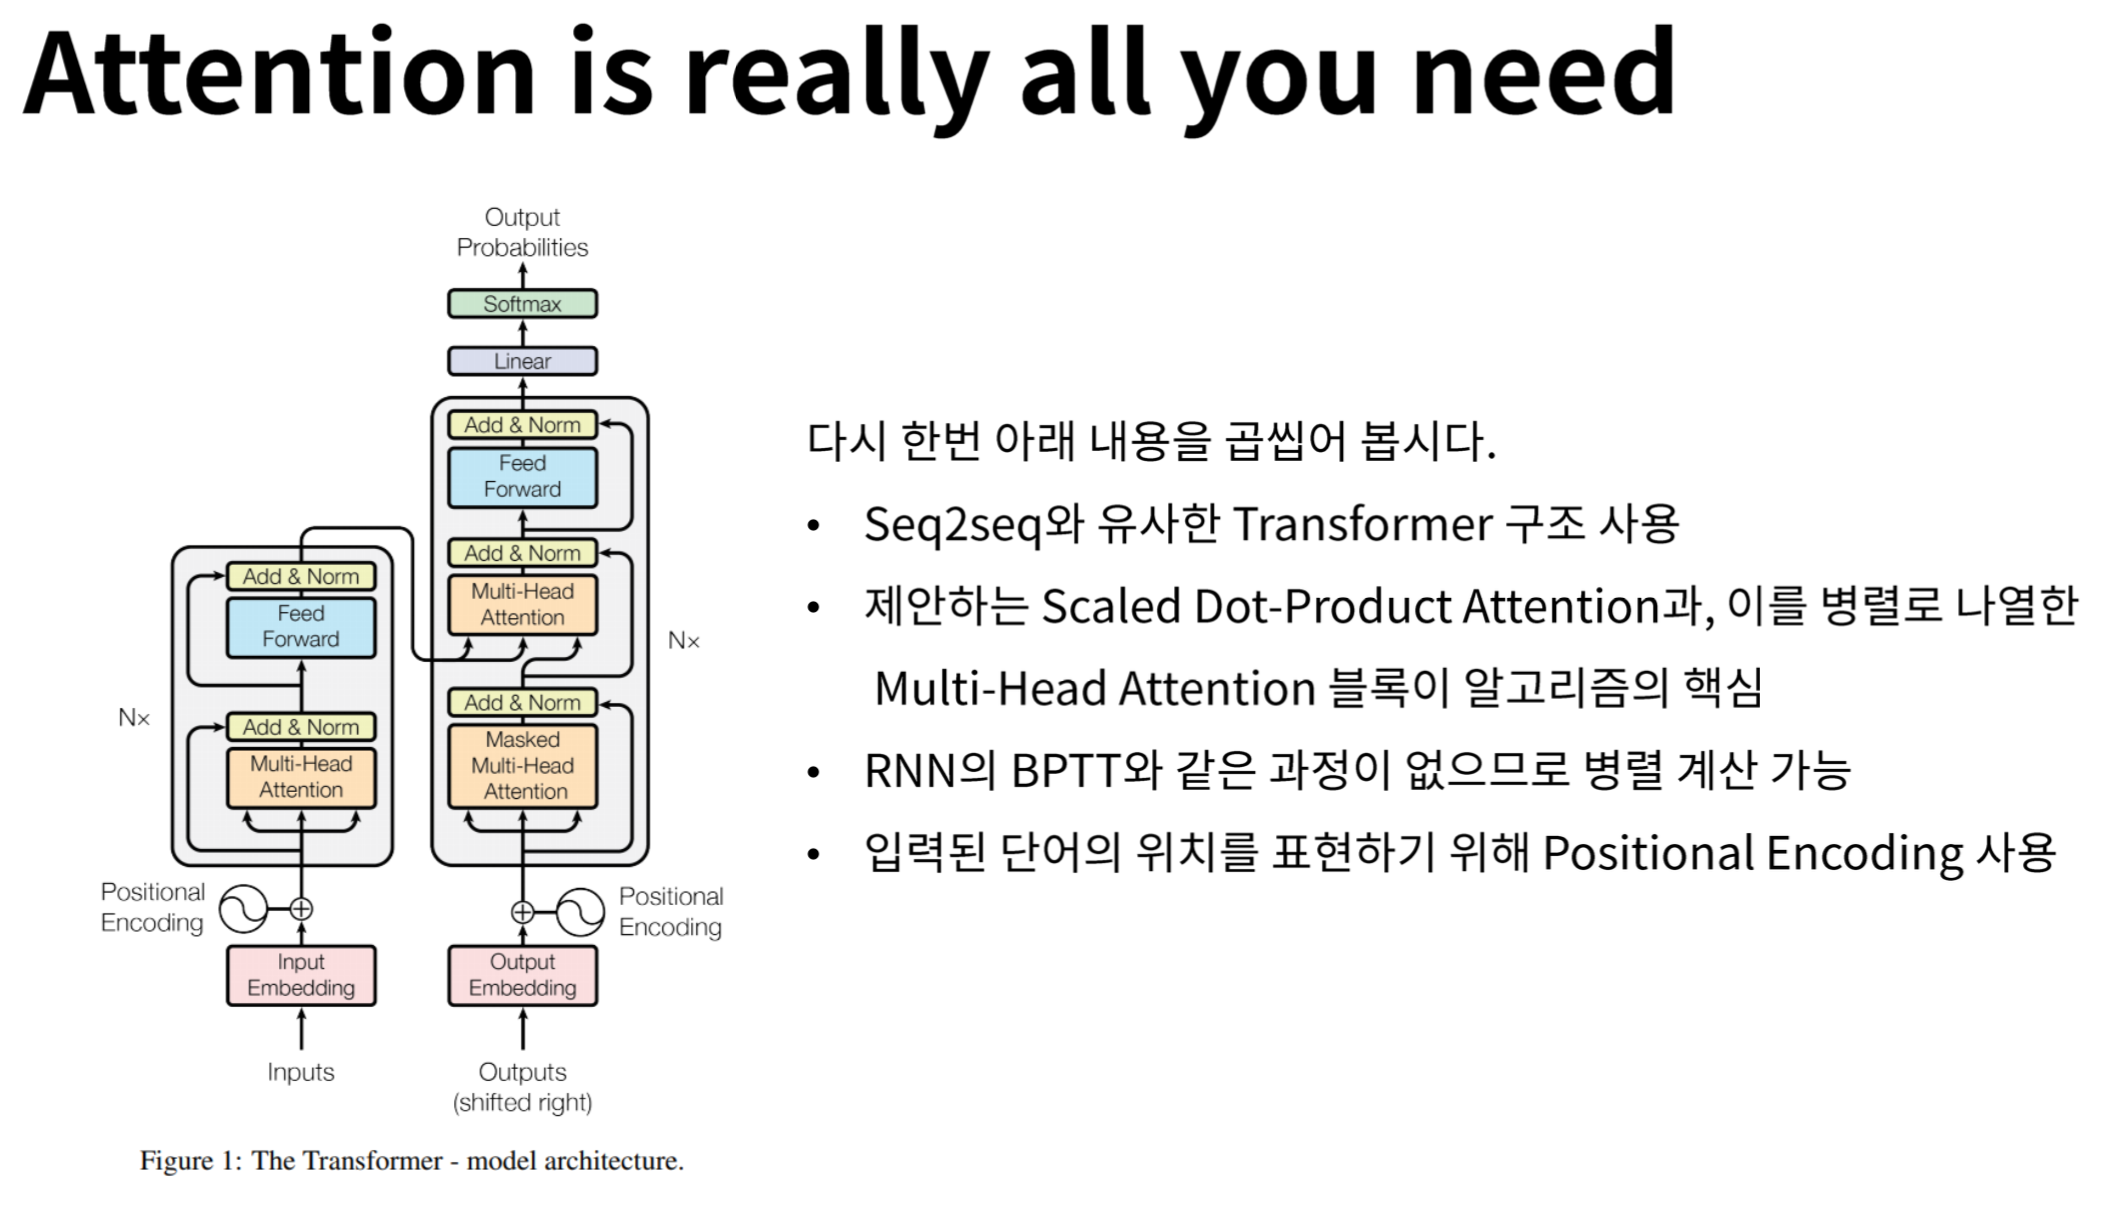 Attention is really all you need
Output
Probabilities
Softmax
Linear
Add & Norm
Feed
Forward
Add & Norm
Multi-Head
Attention
Nx
Add & Norm
Masked
Multi-Head
Attention
Add & Norm
Feed
Forward
Nx
Add & Norm
Multi-Head
Attention
Positional
Encoding
Positional
Encoding
Input
Embedding
Output
Embedding
Inputs
Outputs
(shifted right)
Figure 1: The Transformer - model architecture.
다시 한번 아래 내용을 곱씹어 봅시다.
• Seq2seq와 유사한 Transformer 구조 사용
• 제안하는 Scaled Dot-Product Attention과, 이를 병렬로 나열한
Multi-Head Attention 블록이 알고리즘의 핵심
• RNN의 BPTT와 같은 과정이 없으므로 병렬 계산 가능
• 입력된 단어의 위치를 표현하기 위해 Positional Encoding 사용